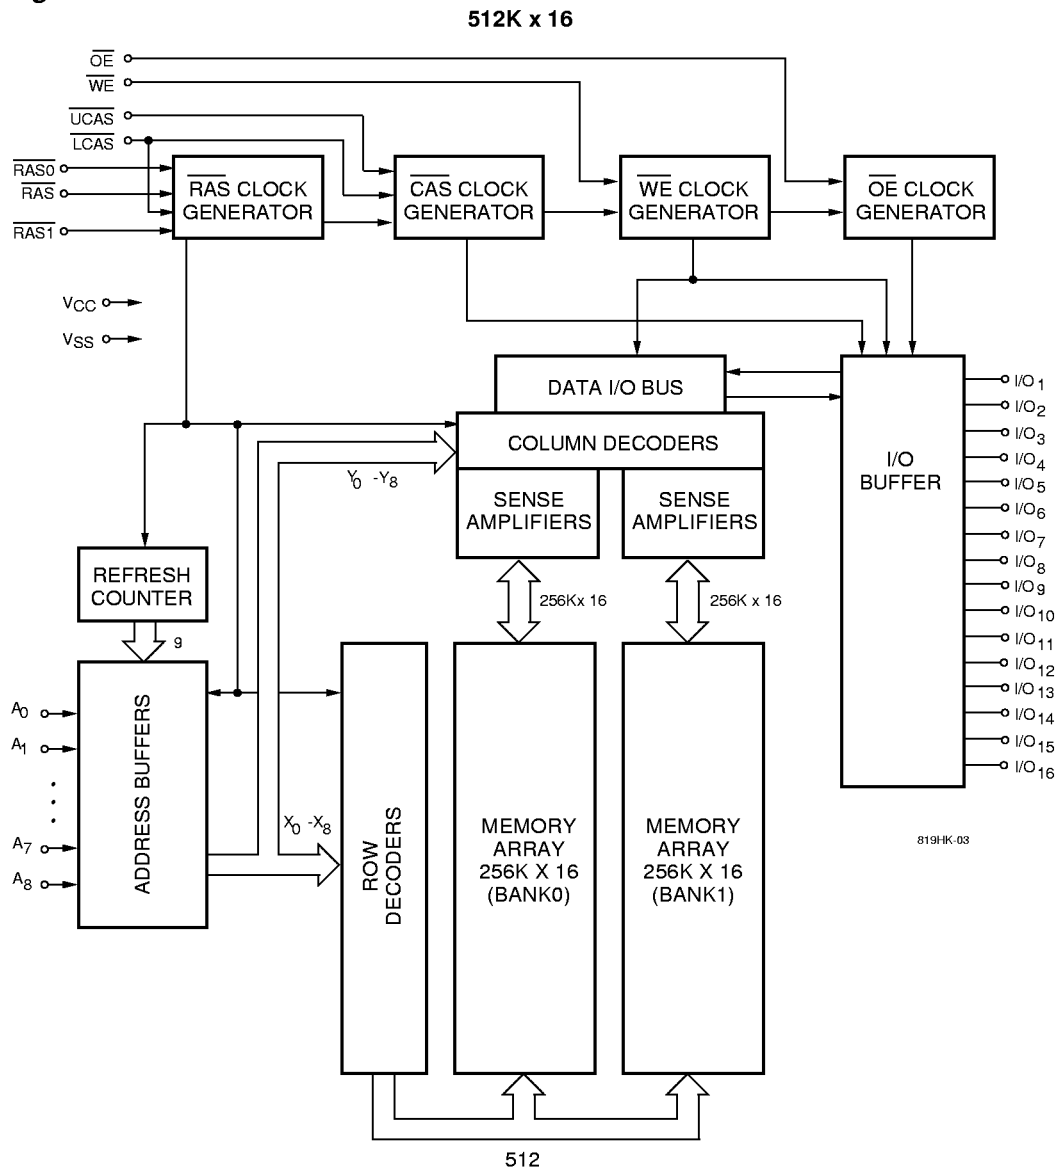 512K x 16
OE
WE
UCAS
LCAS
RAS0
RAS
RAS1
RAS CLOCK
GENERATOR
CAS CLOCK
GENERATOR
WE CLOCK
GENERATOR
OE CLOCK
GENERATOR
VCC
VSS
DATA I/O BUS
COLUMN DECODERS
Y0 -Y8
SENSE
AMPLIFIERS
SENSE
AMPLIFIERS
I/O
BUFFER
I/O1
I/O2
I/O3
I/O4
I/O5
I/O6
I/O7
I/O8
I/O9
I/O10
I/O11
I/O12
I/O13
I/O14
I/O15
I/O16
REFRESH
COUNTER
9
256Kx 16
256K x 16
A0
A1
A7
A8
ADDRESS BUFFERS
X0 -X8
ROW
DECODERS
MEMORY
ARRAY
256K X 16
(BANK0)
MEMORY
ARRAY
256K X 16
(BANK1)
819HK-03
512